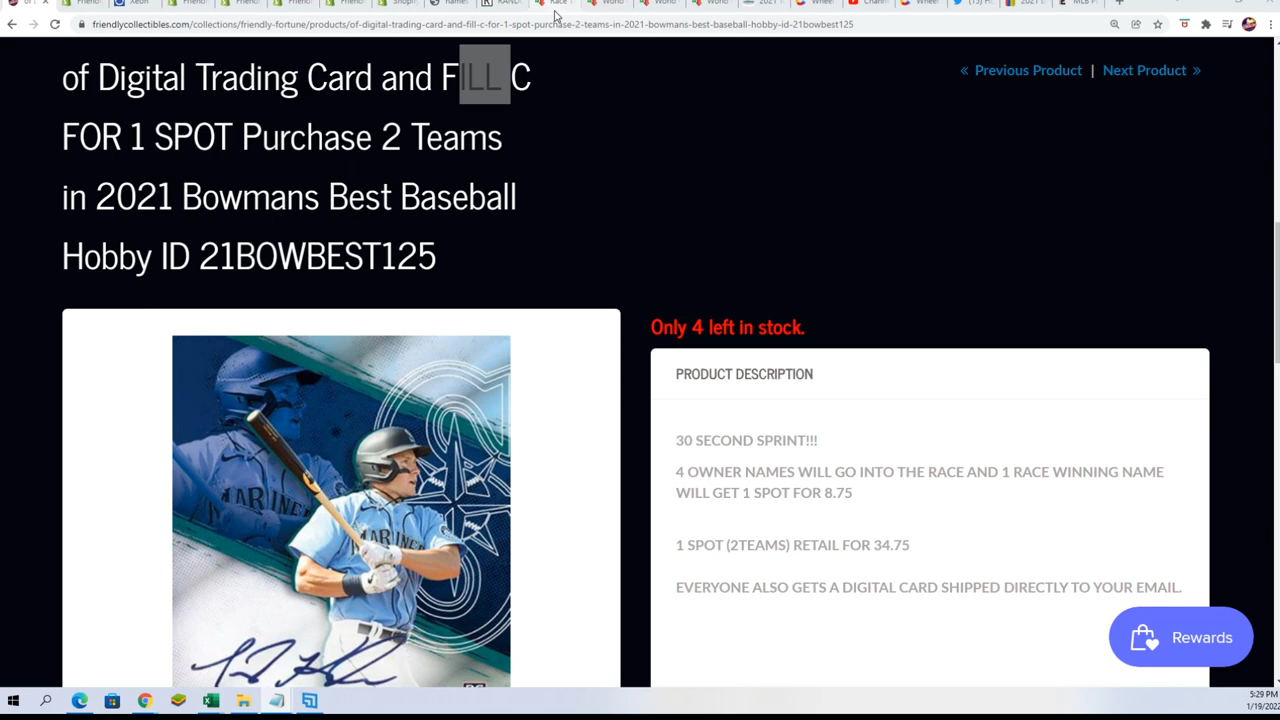 friendlycollectibles.com/collections/friendly-fortune/products/of-digital-trading-card-and-fill-c-for-1-spot-purchase-2-teams-in-2021-bowmans-best-baseball-hobby-id-21bowbest125
of Digital Trading Card and FILL C
« Previous Product | Next Product »
FOR 1 SPOT Purchase 2 Teams
in 2021 Bowmans Best Baseball
Hobby ID 21BOWBEST125
Only 4 left in stock.
PRODUCT DESCRIPTION
30 SECOND SPRINT!!!
4 OWNER NAMES WILL GO INTO THE RACE AND 1 RACE WINNING NAME
WILL GET 1 SPOT FOR 8.75
1 SPOT (2TEAMS) RETAIL FOR 34.75
EVERYONE ALSO GETS A DIGITAL CARD SHIPPED DIRECTLY TO YOUR EMAIL.
Rewards
MARINE
5:29 PM